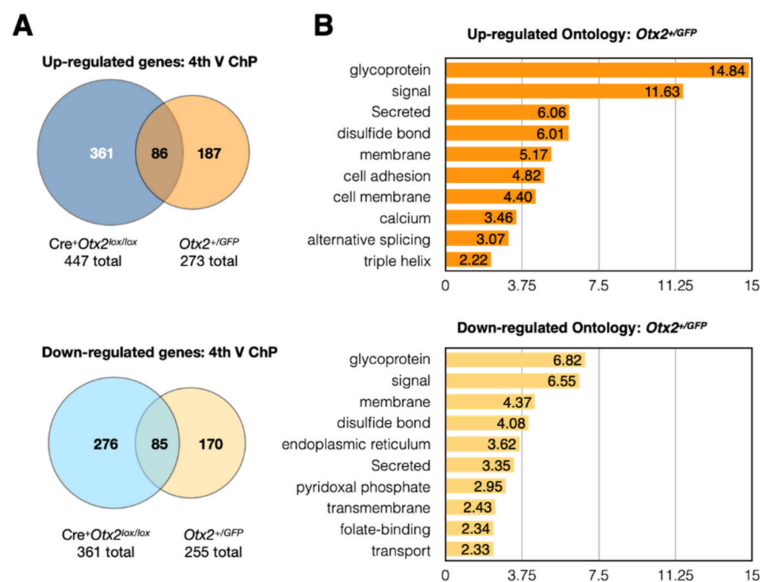 A
Up-regulated genes: 4th V ChP
361
86
187
Cre+Otx2lox/lox
447 total
Otx2+/GFP
273 total
Down-regulated genes: 4th V ChP
276
85
170
Cre+Otx2lox/lox
361 total
Otx2+/GFP
255 total
B
Up-regulated Ontology: Otx2+/GFP
glycoprotein 14.84
signal 11.63
Secreted 6.06
disulfide bond 6.01
membrane 5.17
cell adhesion 4.82
cell membrane 4.40
calcium 3.46
alternative splicing 3.07
triple helix 2.22
0 3.75 7.5 11.25 15
Down-regulated Ontology: Otx2+/GFP
glycoprotein 6.82
signal 6.55
membrane 4.37
disulfide bond 4.08
endoplasmic reticulum 3.62
Secreted 3.35
pyridoxal phosphate 2.95
transmembrane 2.43
folate-binding 2.34
transport 2.33
0 3.75 7.5 11.25 15